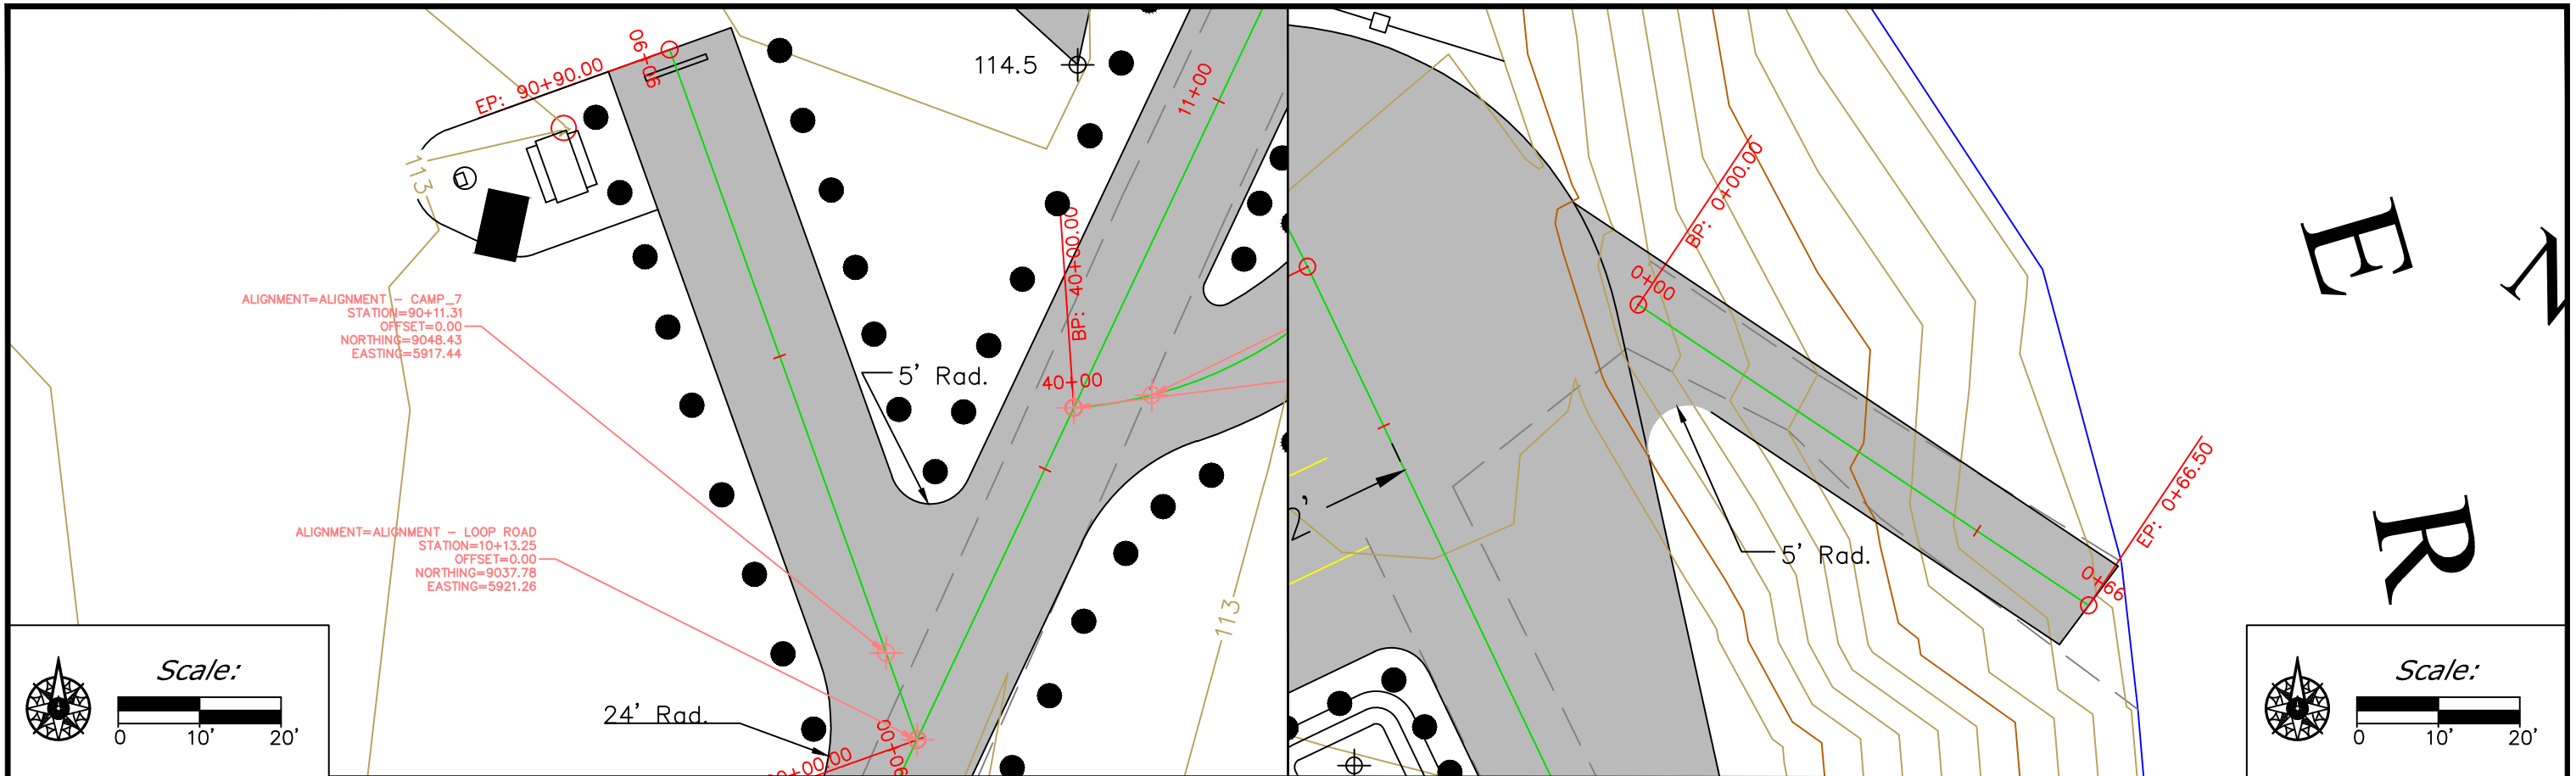 EP: 90+90.00
90+90
114.5
11+00
113
BP: 40+00.00
40+00
ALIGNMENT=ALIGNMENT - CAMP_7
STATION=90+11.31
OFFSET=0.00
NORTHING=9048.43
EASTING=5917.44
5' Rad.
ALIGNMENT=ALIGNMENT - LOOP ROAD
STATION=10+13.25
OFFSET=0.00
NORTHING=9037.78
EASTING=5921.26
113
24' Rad.
Scale:
0 10' 20'
BP: 0+00.00
0+00
2'
5' Rad.
EP: 0+66.50
0+66
E
N
R
Scale:
0 10' 20'